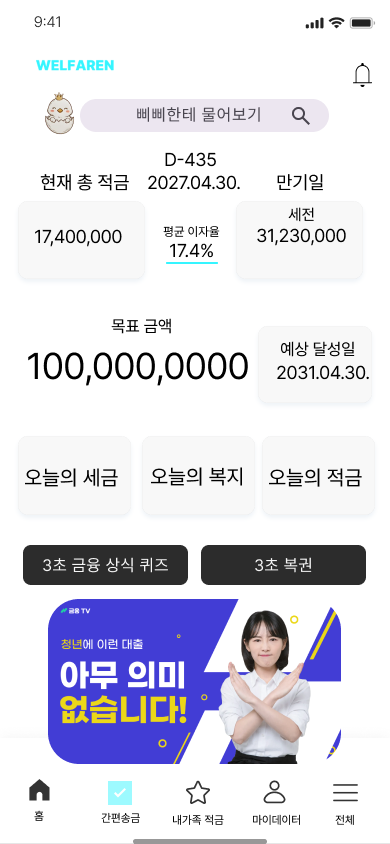 9:41
WELFAREN
삐삐한테 물어보기
D-435
현재 총 적금 2027.04.30. 만기일
세전
17,400,000 평균 이자율 31,230,000
17.4%
목표 금액
100,000,0000
예상 달성일
2031.04.30.
오늘의 세금 오늘의 복지 오늘의 적금
3초 금융 상식 퀴즈 3초 복권
금융 TV
청년에 이런 대출
아무 의미
없습니다!
홈 간편송금 내가족 적금 마이데이터 전체